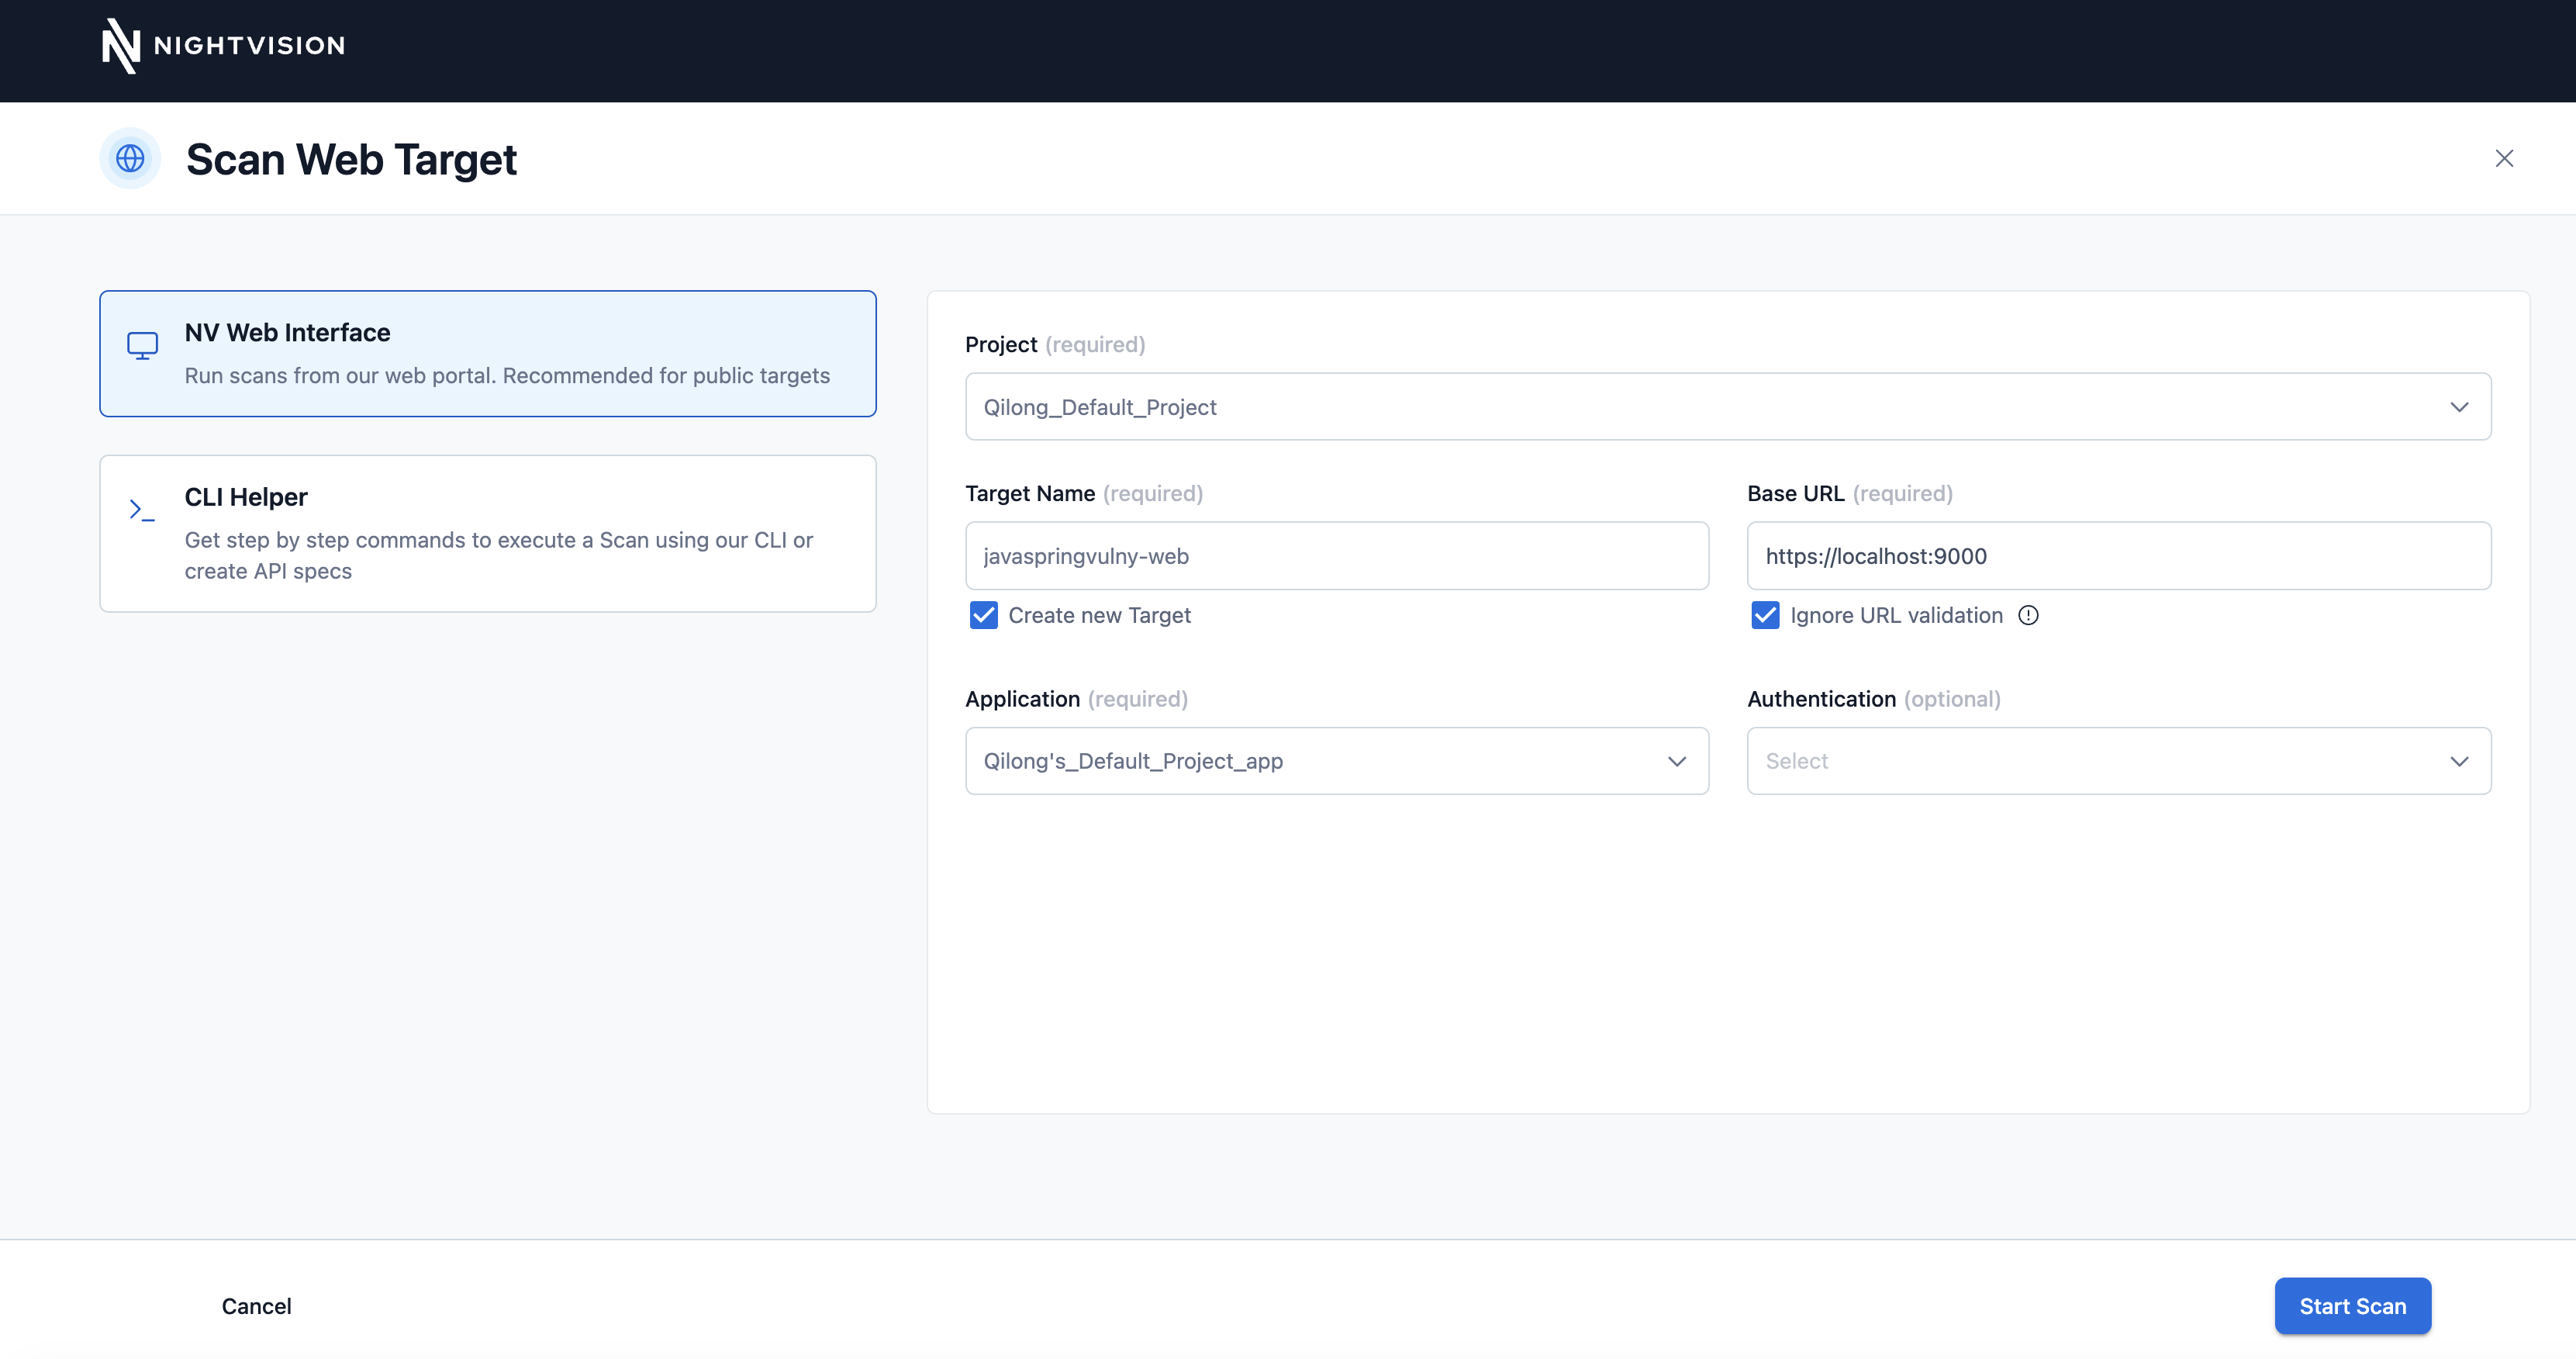 NIGHTVISION
Scan Web Target
NV Web Interface
Run scans from our web portal. Recommended for public targets
CLI Helper
Get step by step commands to execute a Scan using our CLI or
create API specs
Project (required)
Qilong_Default_Project
Target Name (required)
Base URL (required)
javaspringvulny-web
https://localhost:9000
Create new Target
Ignore URL validation
Application (required)
Authentication (optional)
Qilong's_Default_Project_app
Select
Cancel
Start Scan